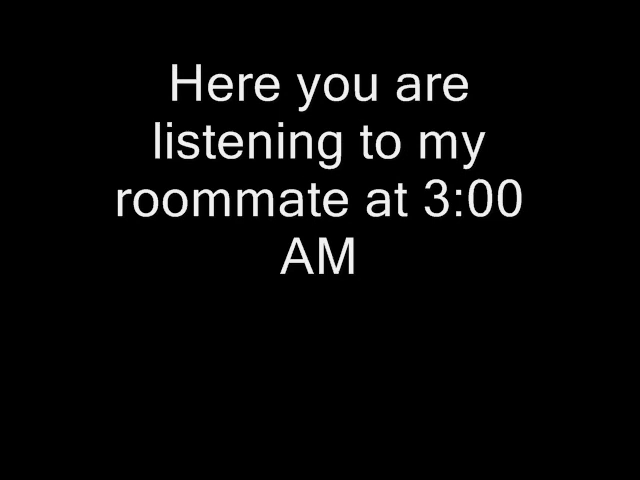 Here you are
listening to my
roommate at 3:00
AM